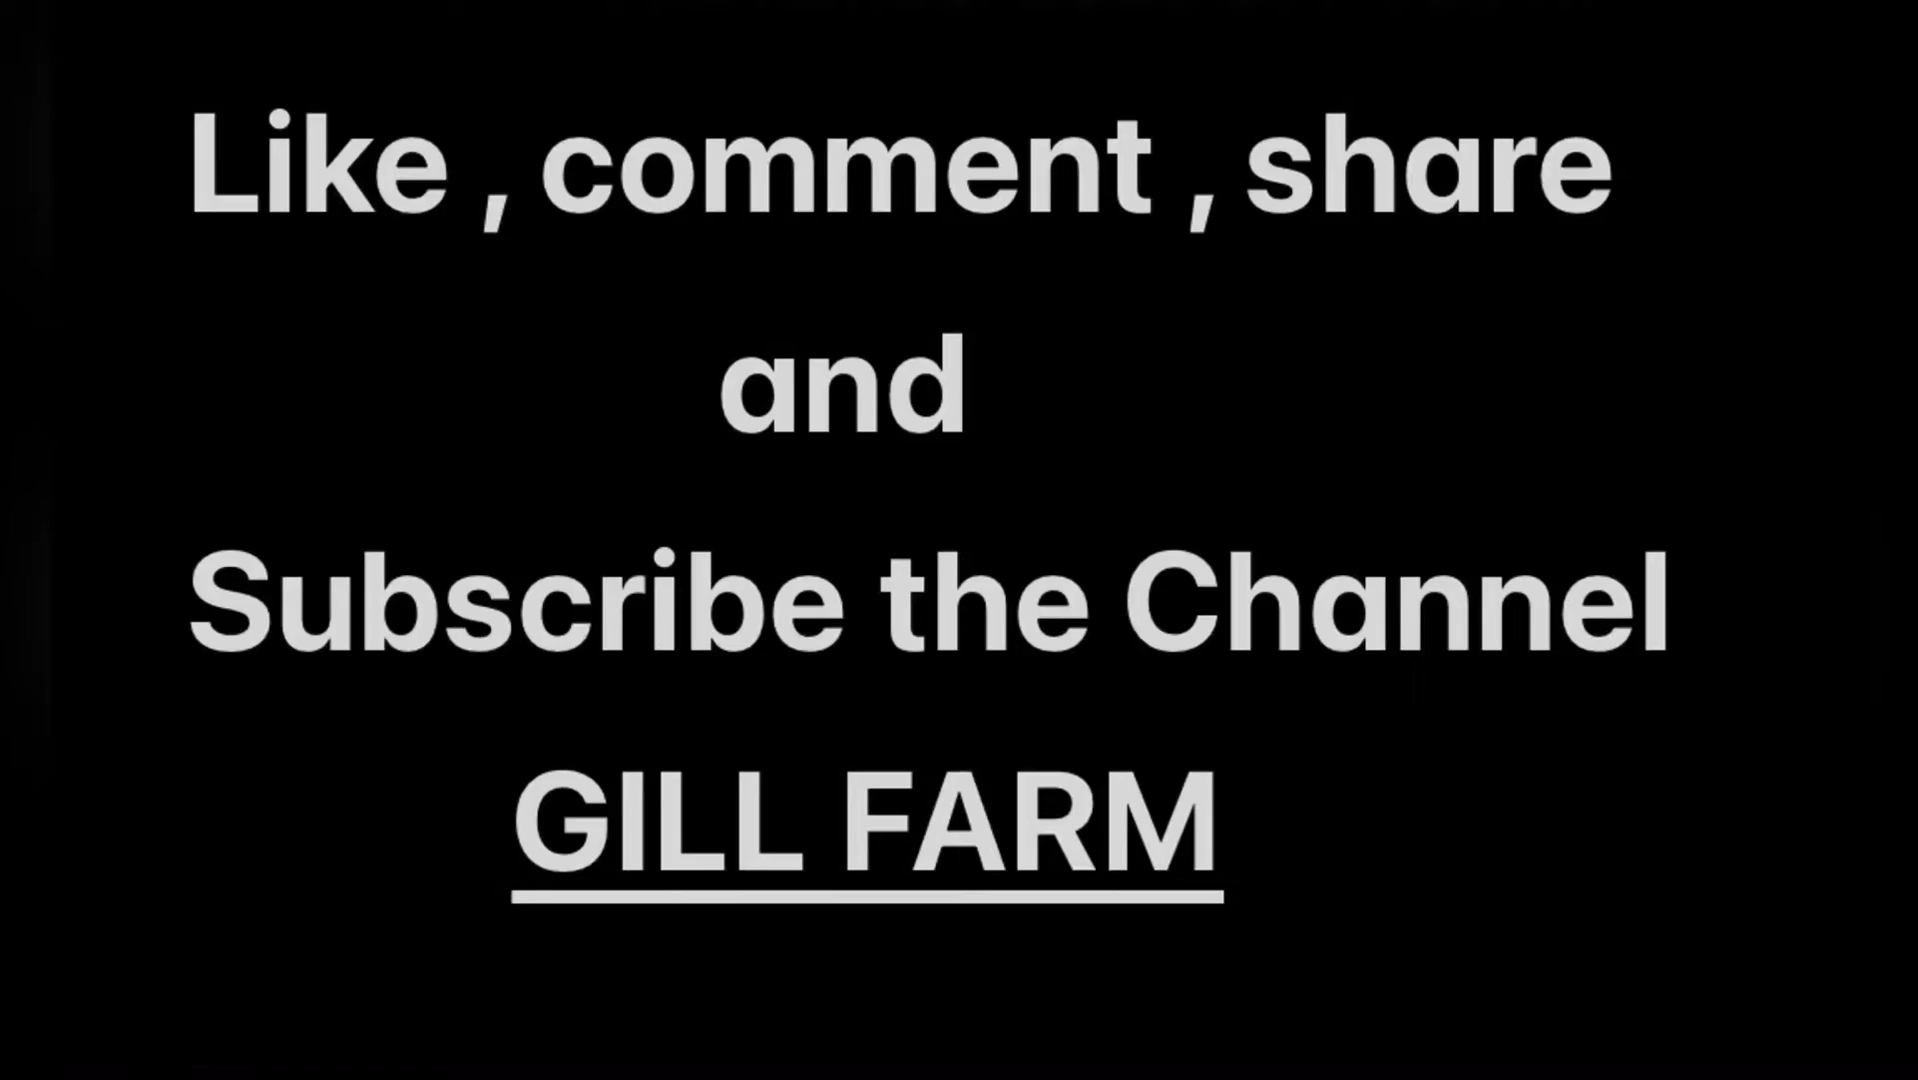 Like , comment , share
and
Subscribe the Channel
GILL FARM